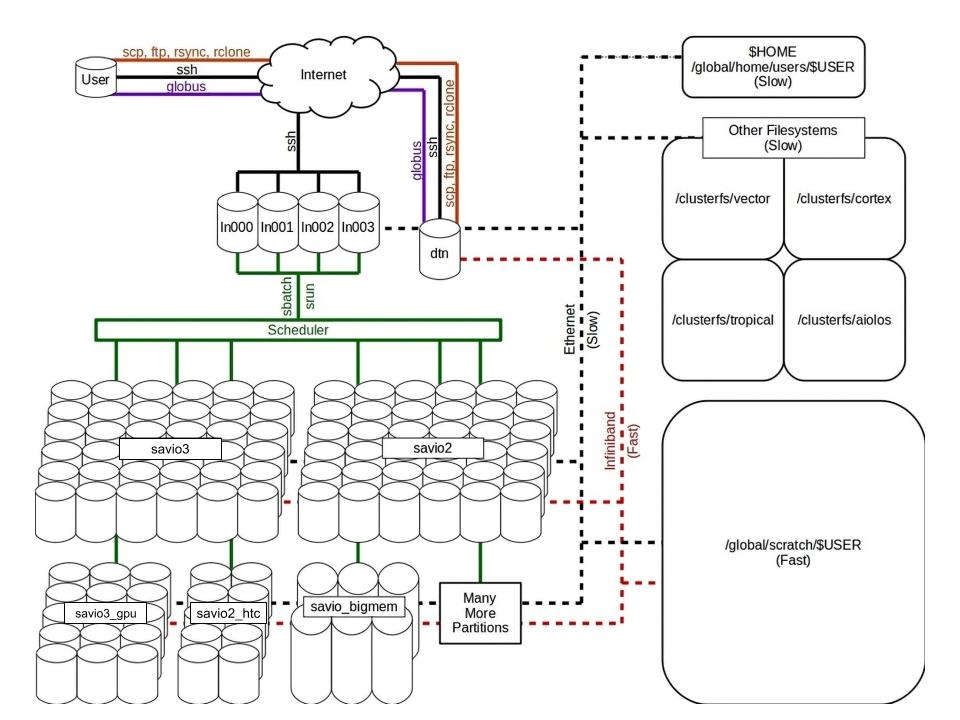 scp, ftp, rsync, rclone
User
ssh
globus
Internet
ssh
globus
ssh
scp, ftp, rsync, rclone
ln000
ln001
ln002
ln003
dtn
sbatch
srun
Scheduler
savio3
savio2
savio3_gpu
savio2_htc
savio_bigmem
Many
More
Partitions
Ethernet
(Slow)
Infiniband
(Fast)
$HOME
/global/home/users/$USER
(Slow)
Other Filesystems
(Slow)
/clusterfs/vector
/clusterfs/cortex
/clusterfs/tropical
/clusterfs/aiolos
/global/scratch/$USER
(Fast)